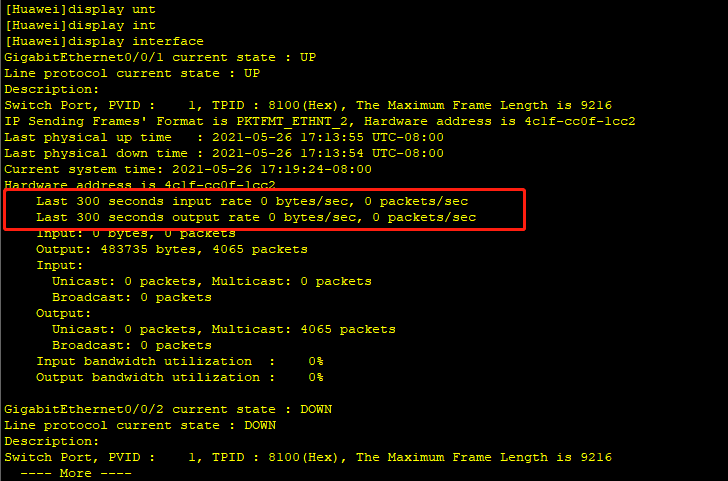 [Huawei]display unt
[Huawei]display int
[Huawei]display interface
GigabitEthernet0/0/1 current state : UP
Line protocol current state : UP
Description:
Switch Port, PVID :    1, TPID : 8100(Hex), The Maximum Frame Length is 9216
IP Sending Frames' Format is PKTFMT_ETHNT_2, Hardware address is 4c1f-cc0f-1cc2
Last physical up time   : 2021-05-26 17:13:55 UTC-08:00
Last physical down time : 2021-05-26 17:13:54 UTC-08:00
Current system time: 2021-05-26 17:19:24-08:00
Hardware address is 4c1f-cc0f-1cc2
    Last 300 seconds input rate 0 bytes/sec, 0 packets/sec
    Last 300 seconds output rate 0 bytes/sec, 0 packets/sec
    Input: 0 bytes, 0 packets
    Output: 483735 bytes, 4065 packets
    Input:
      Unicast: 0 packets, Multicast: 0 packets
      Broadcast: 0 packets
    Output:
      Unicast: 0 packets, Multicast: 4065 packets
      Broadcast: 0 packets
    Input bandwidth utilization  :    0%
    Output bandwidth utilization :    0%
GigabitEthernet0/0/2 current state : DOWN
Line protocol current state : DOWN
Description:
Switch Port, PVID :    1, TPID : 8100(Hex), The Maximum Frame Length is 9216
  ---- More ----